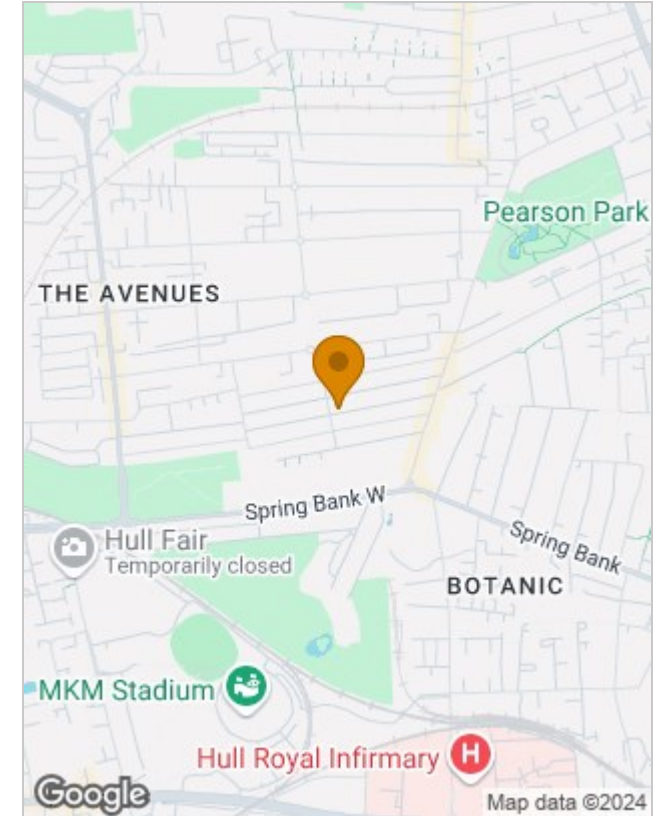 Pearson Park
THE AVENUES
Spring Bank W
Hull Fair
Temporarily closed
Spring Bank
BOTANIC
MKM Stadium
Hull Royal Infirmary
H
Google
Map data ©2024